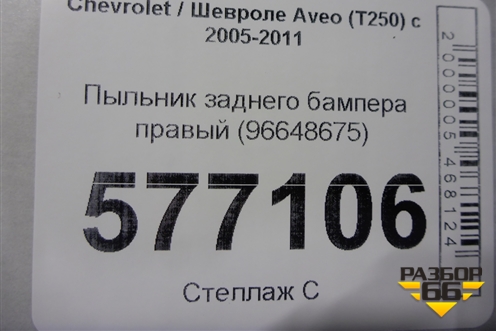 Chevrolet / Шевроле Aveo (T250) с
2005-2011
Пыльник заднего бампера
правый (96648675)
577106
Стеллаж С
2000005468124
РАЗБОР
66